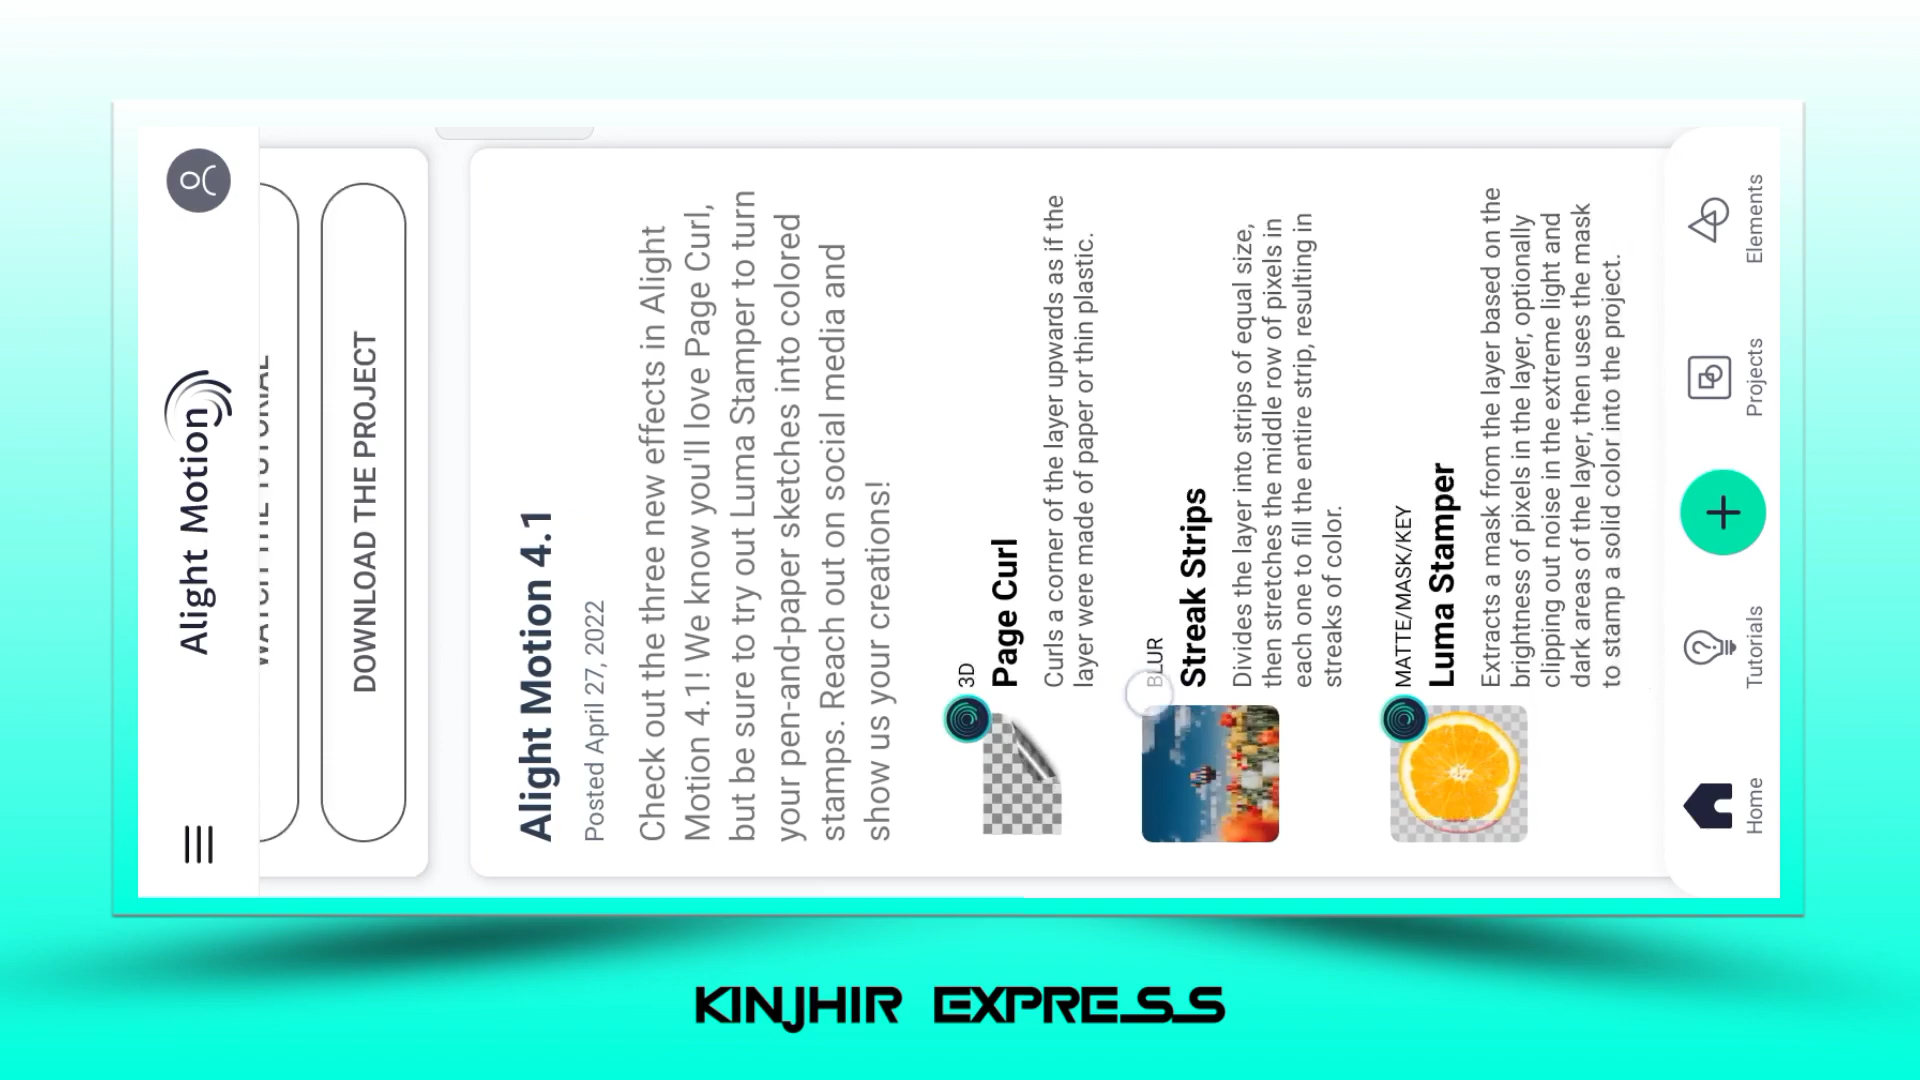 Alight Motion
WATCH THE TUTORIAL
DOWNLOAD THE PROJECT
Alight Motion 4.1
Posted April 27, 2022
Check out the three new effects in Alight
Motion 4.1! We know you'll love Page Curl,
but be sure to try out Luma Stamper to turn
your pen-and-paper sketches into colored
stamps. Reach out on social media and
show us your creations!
3D
Page Curl
Curls a corner of the layer upwards as if the
layer were made of paper or thin plastic.
BLUR
Streak Strips
Divides the layer into strips of equal size,
then stretches the middle row of pixels in
each one to fill the entire strip, resulting in
streaks of color.
MATTE/MASK/KEY
Luma Stamper
Extracts a mask from the layer based on the
brightness of pixels in the layer, optionally
clipping out noise in the extreme light and
dark areas of the layer, then uses the mask
to stamp a solid color into the project.
Home
Tutorials
Projects
Elements
KINJHIR EXPRESS